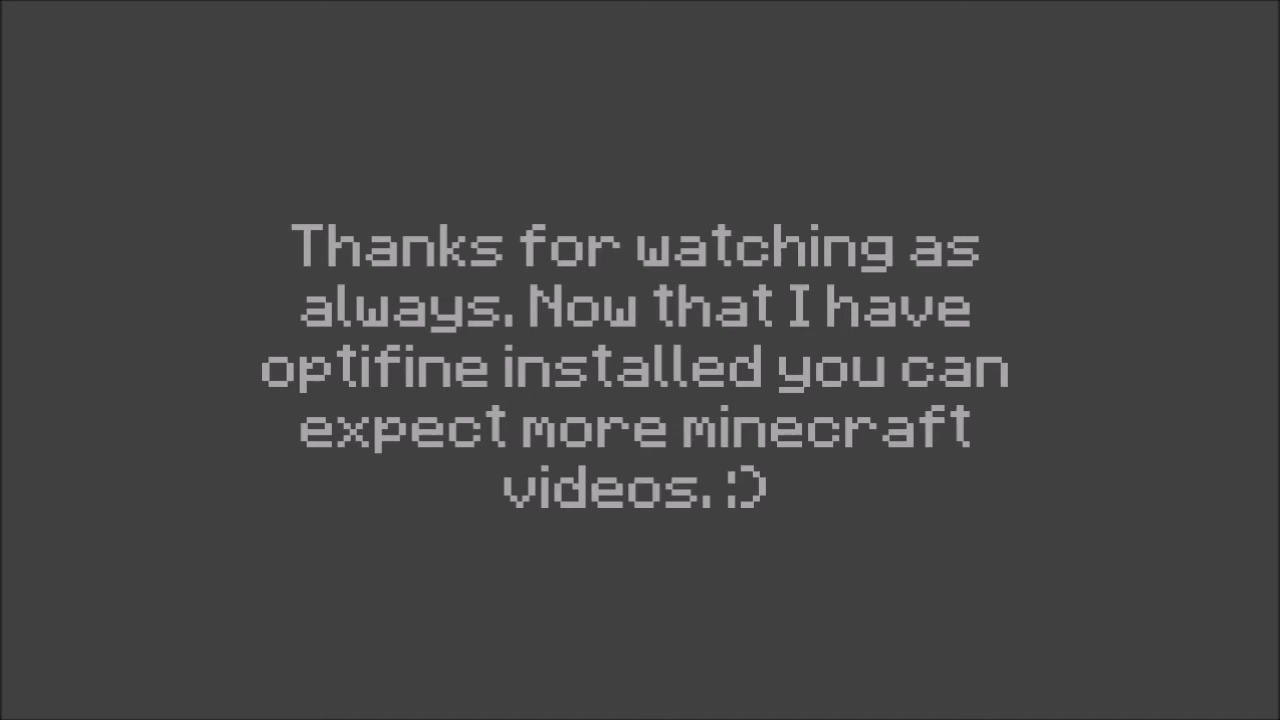 Thanks for watching as
always. Now that I have
optifine installed you can
expect more minecraft
videos. :)